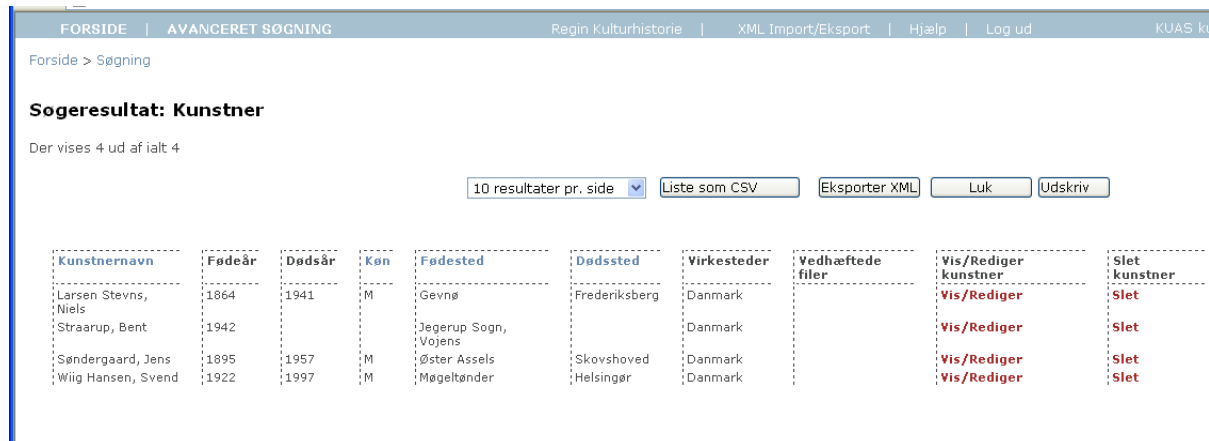 FORSIDE | AVANCERET SØGNING Regin Kulturhistorie | XML Import/Eksport | Hjælp | Log ud KUAS
Forside > Søgning
Søgeresultat: Kunstner
Der vises 4 ud af ialt 4
10 resultater pr. side Liste som CSV Eksporter XML Luk Udskriv
Kunstnernavn Fødeår Dødsår Køn Fødested Dødssted Virkesteder Vedhæftede Vis/Rediger Slet
filer kunstner kunstner
Larsen Stevns, 1864 1941 M Gevnø Frederiksberg Danmark Vis/Rediger Slet
Niels
Straarup, Bent 1942 Jegerup Sogn, Danmark Vis/Rediger Slet
Vojens
Søndergaard, Jens 1895 1957 M Øster Assels Skovshoved Danmark Vis/Rediger Slet
Wiig Hansen, Svend 1922 1997 M Møgeltønder Helsingør Danmark Vis/Rediger Slet